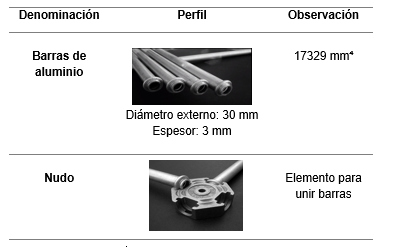 Denominación Perfil Observación
Barras de aluminio 17329 mm⁴
Diámetro externo: 30 mm
Espesor: 3 mm
Nudo Elemento para unir barras